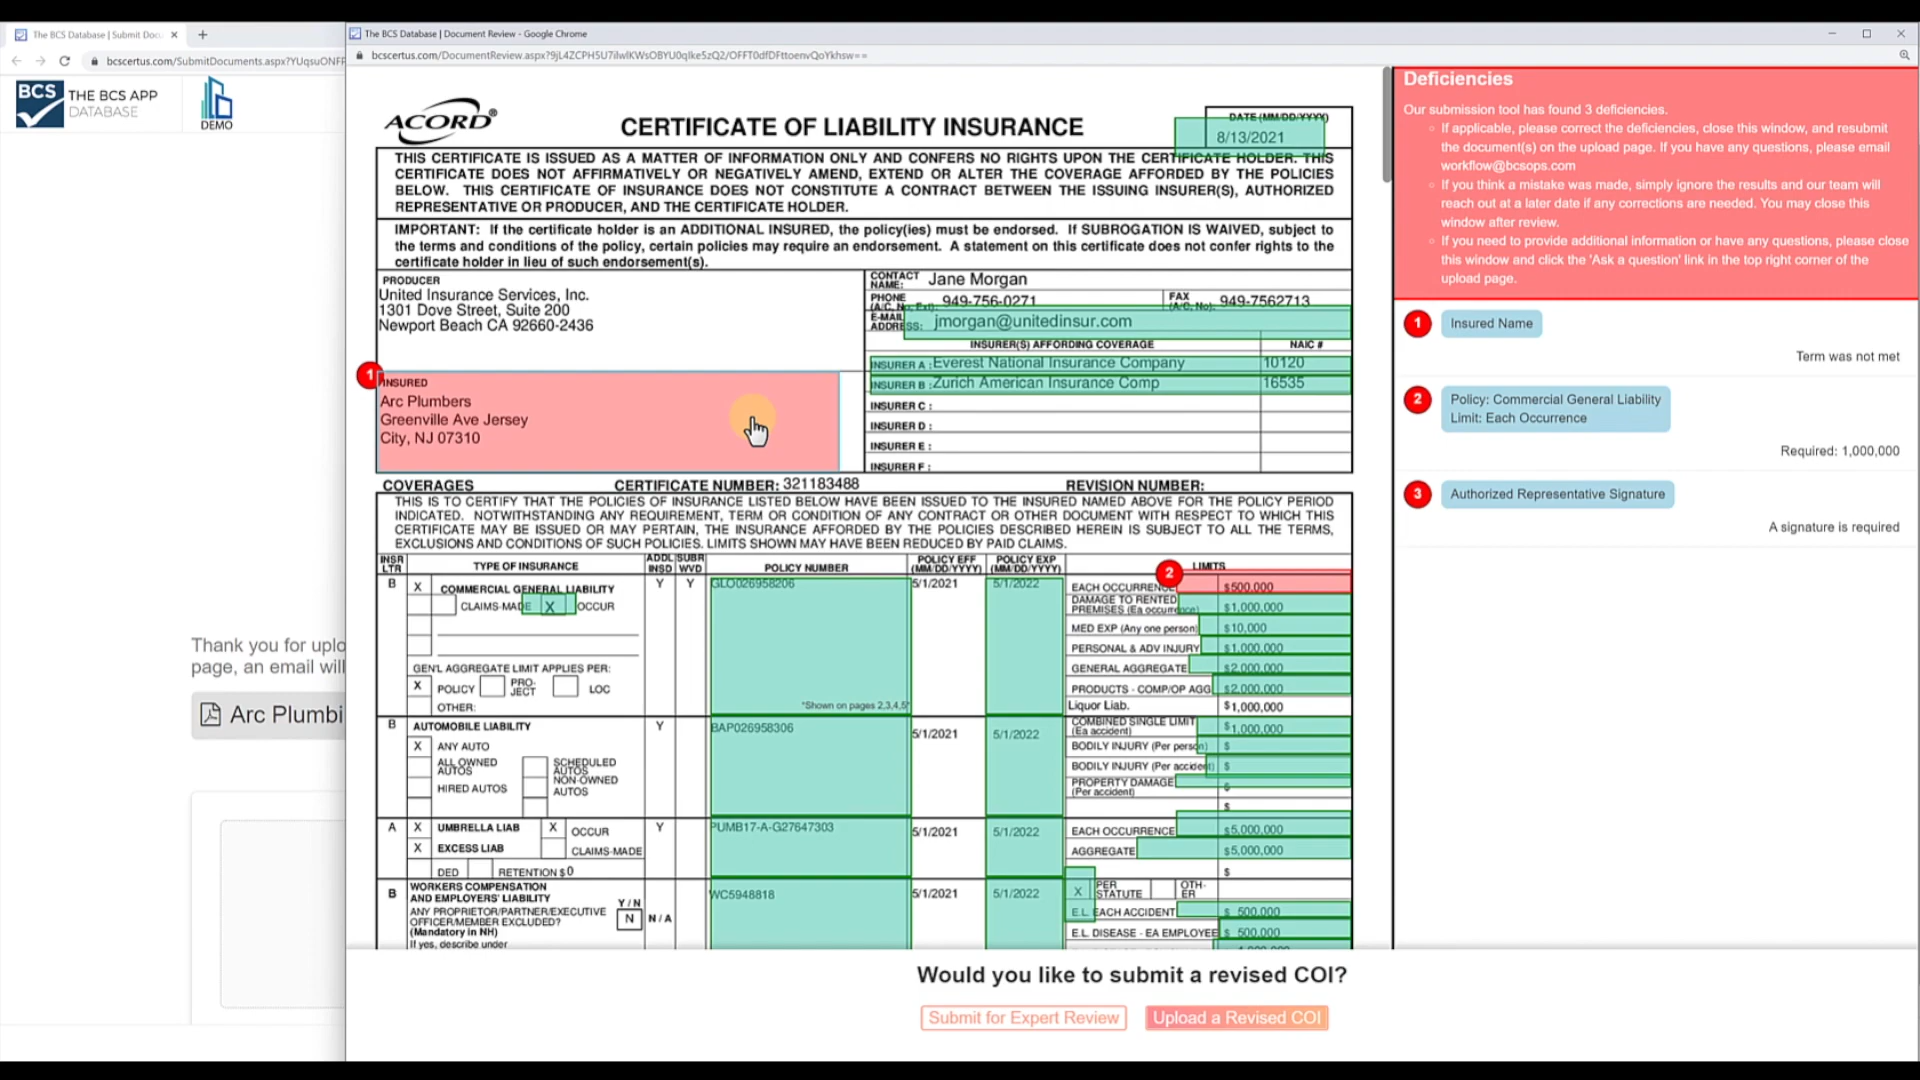 The BCS Database | Submit Doc
bcscertus.com/SubmitDocuments.aspx?YUqsuONFP
BCS
THE BCS APP
DATABASE
DEMO
Thank you for uplo
page, an email will
Arc Plumbi
The BCS Database | Document Review - Google Chrome
ACORD®
CERTIFICATE OF LIABILITY INSURANCE
DATE (MM/DD/YYYY)
8/13/2021
THIS CERTIFICATE IS ISSUED AS A MATTER OF INFORMATION ONLY AND CONFERS NO RIGHTS UPON THE CERTIFICATE HOLDER. THIS
CERTIFICATE DOES NOT AFFIRMATIVELY OR NEGATIVELY AMEND, EXTEND OR ALTER THE COVERAGE AFFORDED BY THE POLICIES
BELOW. THIS CERTIFICATE OF INSURANCE DOES NOT CONSTITUTE A CONTRACT BETWEEN THE ISSUING INSURER(S), AUTHORIZED
REPRESENTATIVE OR PRODUCER, AND THE CERTIFICATE HOLDER.
IMPORTANT: If the certificate holder is an ADDITIONAL INSURED, the policy(ies) must be endorsed. If SUBROGATION IS WAIVED, subject to
the terms and conditions of the policy, certain policies may require an endorsement. A statement on this certificate does not confer rights to the
certificate holder in lieu of such endorsement(s).
PRODUCER
United Insurance Services, Inc.
1301 Dove Street, Suite 200
Newport Beach CA 92660-2436
CONTACT NAME: Jane Morgan
PHONE (A/C, No, Ext): 949-756-0271
FAX (A/C, No): 949-7562713
E-MAIL ADDRESS: jmorgan@unitedinsur.com
INSURER(S) AFFORDING COVERAGE NAIC #
INSURER A : Everest National Insurance Company 10120
INSURER B : Zurich American Insurance Comp 16535
INSURER C :
INSURER D :
INSURER E :
INSURER F :
1
INSURED
Arc Plumbers
Greenville Ave Jersey
City, NJ 07310
COVERAGES CERTIFICATE NUMBER: 321183488 REVISION NUMBER:
THIS IS TO CERTIFY THAT THE POLICIES OF INSURANCE LISTED BELOW HAVE BEEN ISSUED TO THE INSURED NAMED ABOVE FOR THE POLICY PERIOD
INDICATED. NOTWITHSTANDING ANY REQUIREMENT, TERM OR CONDITION OF ANY CONTRACT OR OTHER DOCUMENT WITH RESPECT TO WHICH THIS
CERTIFICATE MAY BE ISSUED OR MAY PERTAIN, THE INSURANCE AFFORDED BY THE POLICIES DESCRIBED HEREIN IS SUBJECT TO ALL THE TERMS,
EXCLUSIONS AND CONDITIONS OF SUCH POLICIES. LIMITS SHOWN MAY HAVE BEEN REDUCED BY PAID CLAIMS.
INSR LTR TYPE OF INSURANCE ADDL INSD SUBR WVD POLICY NUMBER POLICY EFF (MM/DD/YYYY) POLICY EXP (MM/DD/YYYY) LIMITS
2
B X COMMERCIAL GENERAL LIABILITY Y Y GLO026958206 5/1/2021 5/1/2022 EACH OCCURRENCE $500,000
CLAIMS-MADE X OCCUR DAMAGE TO RENTED PREMISES (Ea occurrence) $1,000,000
MED EXP (Any one person) $10,000
PERSONAL & ADV INJURY $1,000,000
GEN'L AGGREGATE LIMIT APPLIES PER: GENERAL AGGREGATE $2,000,000
X POLICY PRO-JECT LOC PRODUCTS - COMP/OP AGG $2,000,000
OTHER: *Shown on pages 2,3,4,5* Liquor Liab. $1,000,000
B AUTOMOBILE LIABILITY Y BAP026958306 5/1/2021 5/1/2022 COMBINED SINGLE LIMIT (Ea accident) $1,000,000
X ANY AUTO BODILY INJURY (Per person) $
ALL OWNED AUTOS SCHEDULED AUTOS BODILY INJURY (Per accident) $
HIRED AUTOS NON-OWNED AUTOS PROPERTY DAMAGE (Per accident) $
$
A X UMBRELLA LIAB X OCCUR Y PUMB17-A-G27647303 5/1/2021 5/1/2022 EACH OCCURRENCE $5,000,000
X EXCESS LIAB CLAIMS-MADE AGGREGATE $5,000,000
DED RETENTION $0 $
B WORKERS COMPENSATION AND EMPLOYERS' LIABILITY Y / N WC5948818 5/1/2021 5/1/2022 X PER STATUTE OTH-ER
ANY PROPRIETOR/PARTNER/EXECUTIVE OFFICER/MEMBER EXCLUDED? N N / A E.L. EACH ACCIDENT $ 500,000
(Mandatory in NH) E.L. DISEASE - EA EMPLOYEE $ 500,000
If yes, describe under
Deficiencies
Our submission tool has found 3 deficiencies.
If applicable, please correct the deficiencies, close this window, and resubmit
the document(s) on the upload page. If you have any questions, please email
workflow@bcsops.com
If you think a mistake was made, simply ignore the results and our team will
reach out at a later date if any corrections are needed. You may close this
window after review.
If you need to provide additional information or have any questions, please close
this window and click the 'Ask a question' link in the top right corner of the
upload page.
1 Insured Name
Term was not met
2 Policy: Commercial General Liability
Limit: Each Occurrence
Required: 1,000,000
3 Authorized Representative Signature
A signature is required
Would you like to submit a revised COI?
Submit for Expert Review
Upload a Revised COI